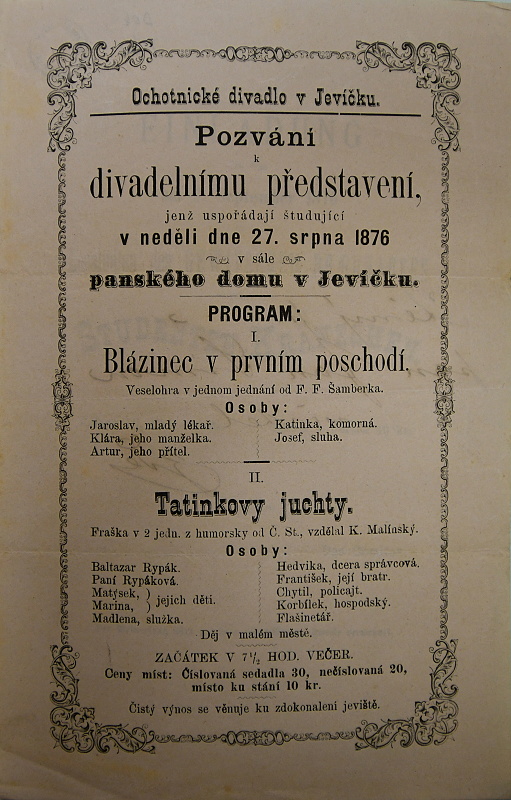 Ochotnické divadlo v Jevíčku.
Pozvání
k
divadelnímu představení,
jenž uspořádají študující
v neděli dne 27. srpna 1876
v sále
panského domu v Jevíčku.
PROGRAM:
I.
Blázinec v prvním poschodí.
Veselohra v jednom jednání od F. F. Šamberka.
Osoby:
Jaroslav, mladý lékař.
Klára, jeho manželka.
Artur, jeho přítel.
Katinka, komorná.
Josef, sluha.
II.
Tatinkovy juchty.
Fraška v 2 jedn. z humorsky od Č. St., vzdělal K. Malínský.
Osoby:
Baltazar Rypák.
Paní Rypáková.
Matýsek, ) jejich děti.
Marina, )
Madlena, služka.
Hedvika, dcera správcová.
František, její bratr.
Chytil, policajt.
Korbílek, hospodský.
Flašinetář.
Děj v malém městě.
ZAČÁTEK V 7 1/2 HOD. VEČER.
Ceny míst: Číslovaná sedadla 30, nečíslovaná 20,
místo ku stání 10 kr.
Čistý výnos se věnuje ku zdokonalení jeviště.